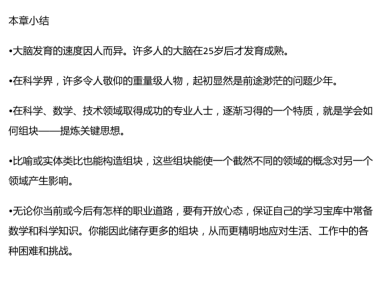 本章小结
•大脑发育的速度因人而异。许多人的大脑在25岁后才发育成熟。
•在科学界，许多令人敬仰的重量级人物，起初显然是前途渺茫的问题少年。
•在科学、数学、技术领域取得成功的专业人士，逐渐习得的一个特质，就是学会如
何组块——提炼关键思想。
•比喻或实体类比也能构造组块，这些组块能使一个截然不同的领域的概念对另一个
领域产生影响。
•无论你当前或今后有怎样的职业道路，要有开放心态，保证自己的学习宝库中常备
数学和科学知识。你能因此储存更多的组块，从而更精明地应对生活、工作中的各
种困难和挑战。